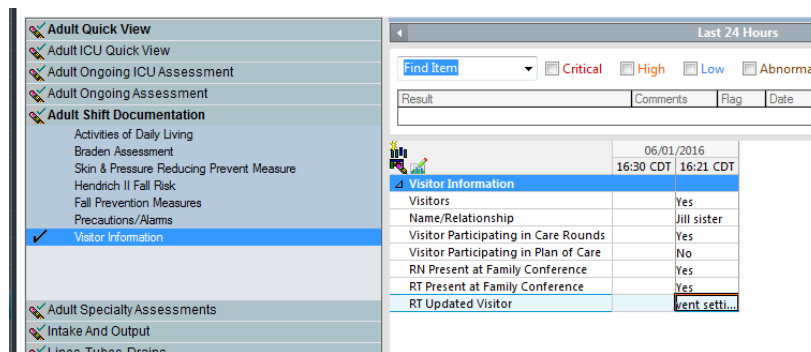 Adult Quick View
Adult ICU Quick View
Adult Ongoing ICU Assessment
Adult Ongoing Assessment
Adult Shift Documentation
Activities of Daily Living
Braden Assessment
Skin & Pressure Reducing Prevent Measure
Hendrich II Fall Risk
Fall Prevention Measures
Precautions/Alarms
Visitor Information
Adult Specialty Assessments
Intake And Output
Lines Tubes Drains
Last 24 Hours
Find Item Critical High Low Abnorma
Result Comments Flag Date
06/01/2016
16:30 CDT 16:21 CDT
Visitor Information
Visitors Yes
Name/Relationship Jill sister
Visitor Participating in Care Rounds Yes
Visitor Participating in Plan of Care No
RN Present at Family Conference Yes
RT Present at Family Conference Yes
RT Updated Visitor vent setti...